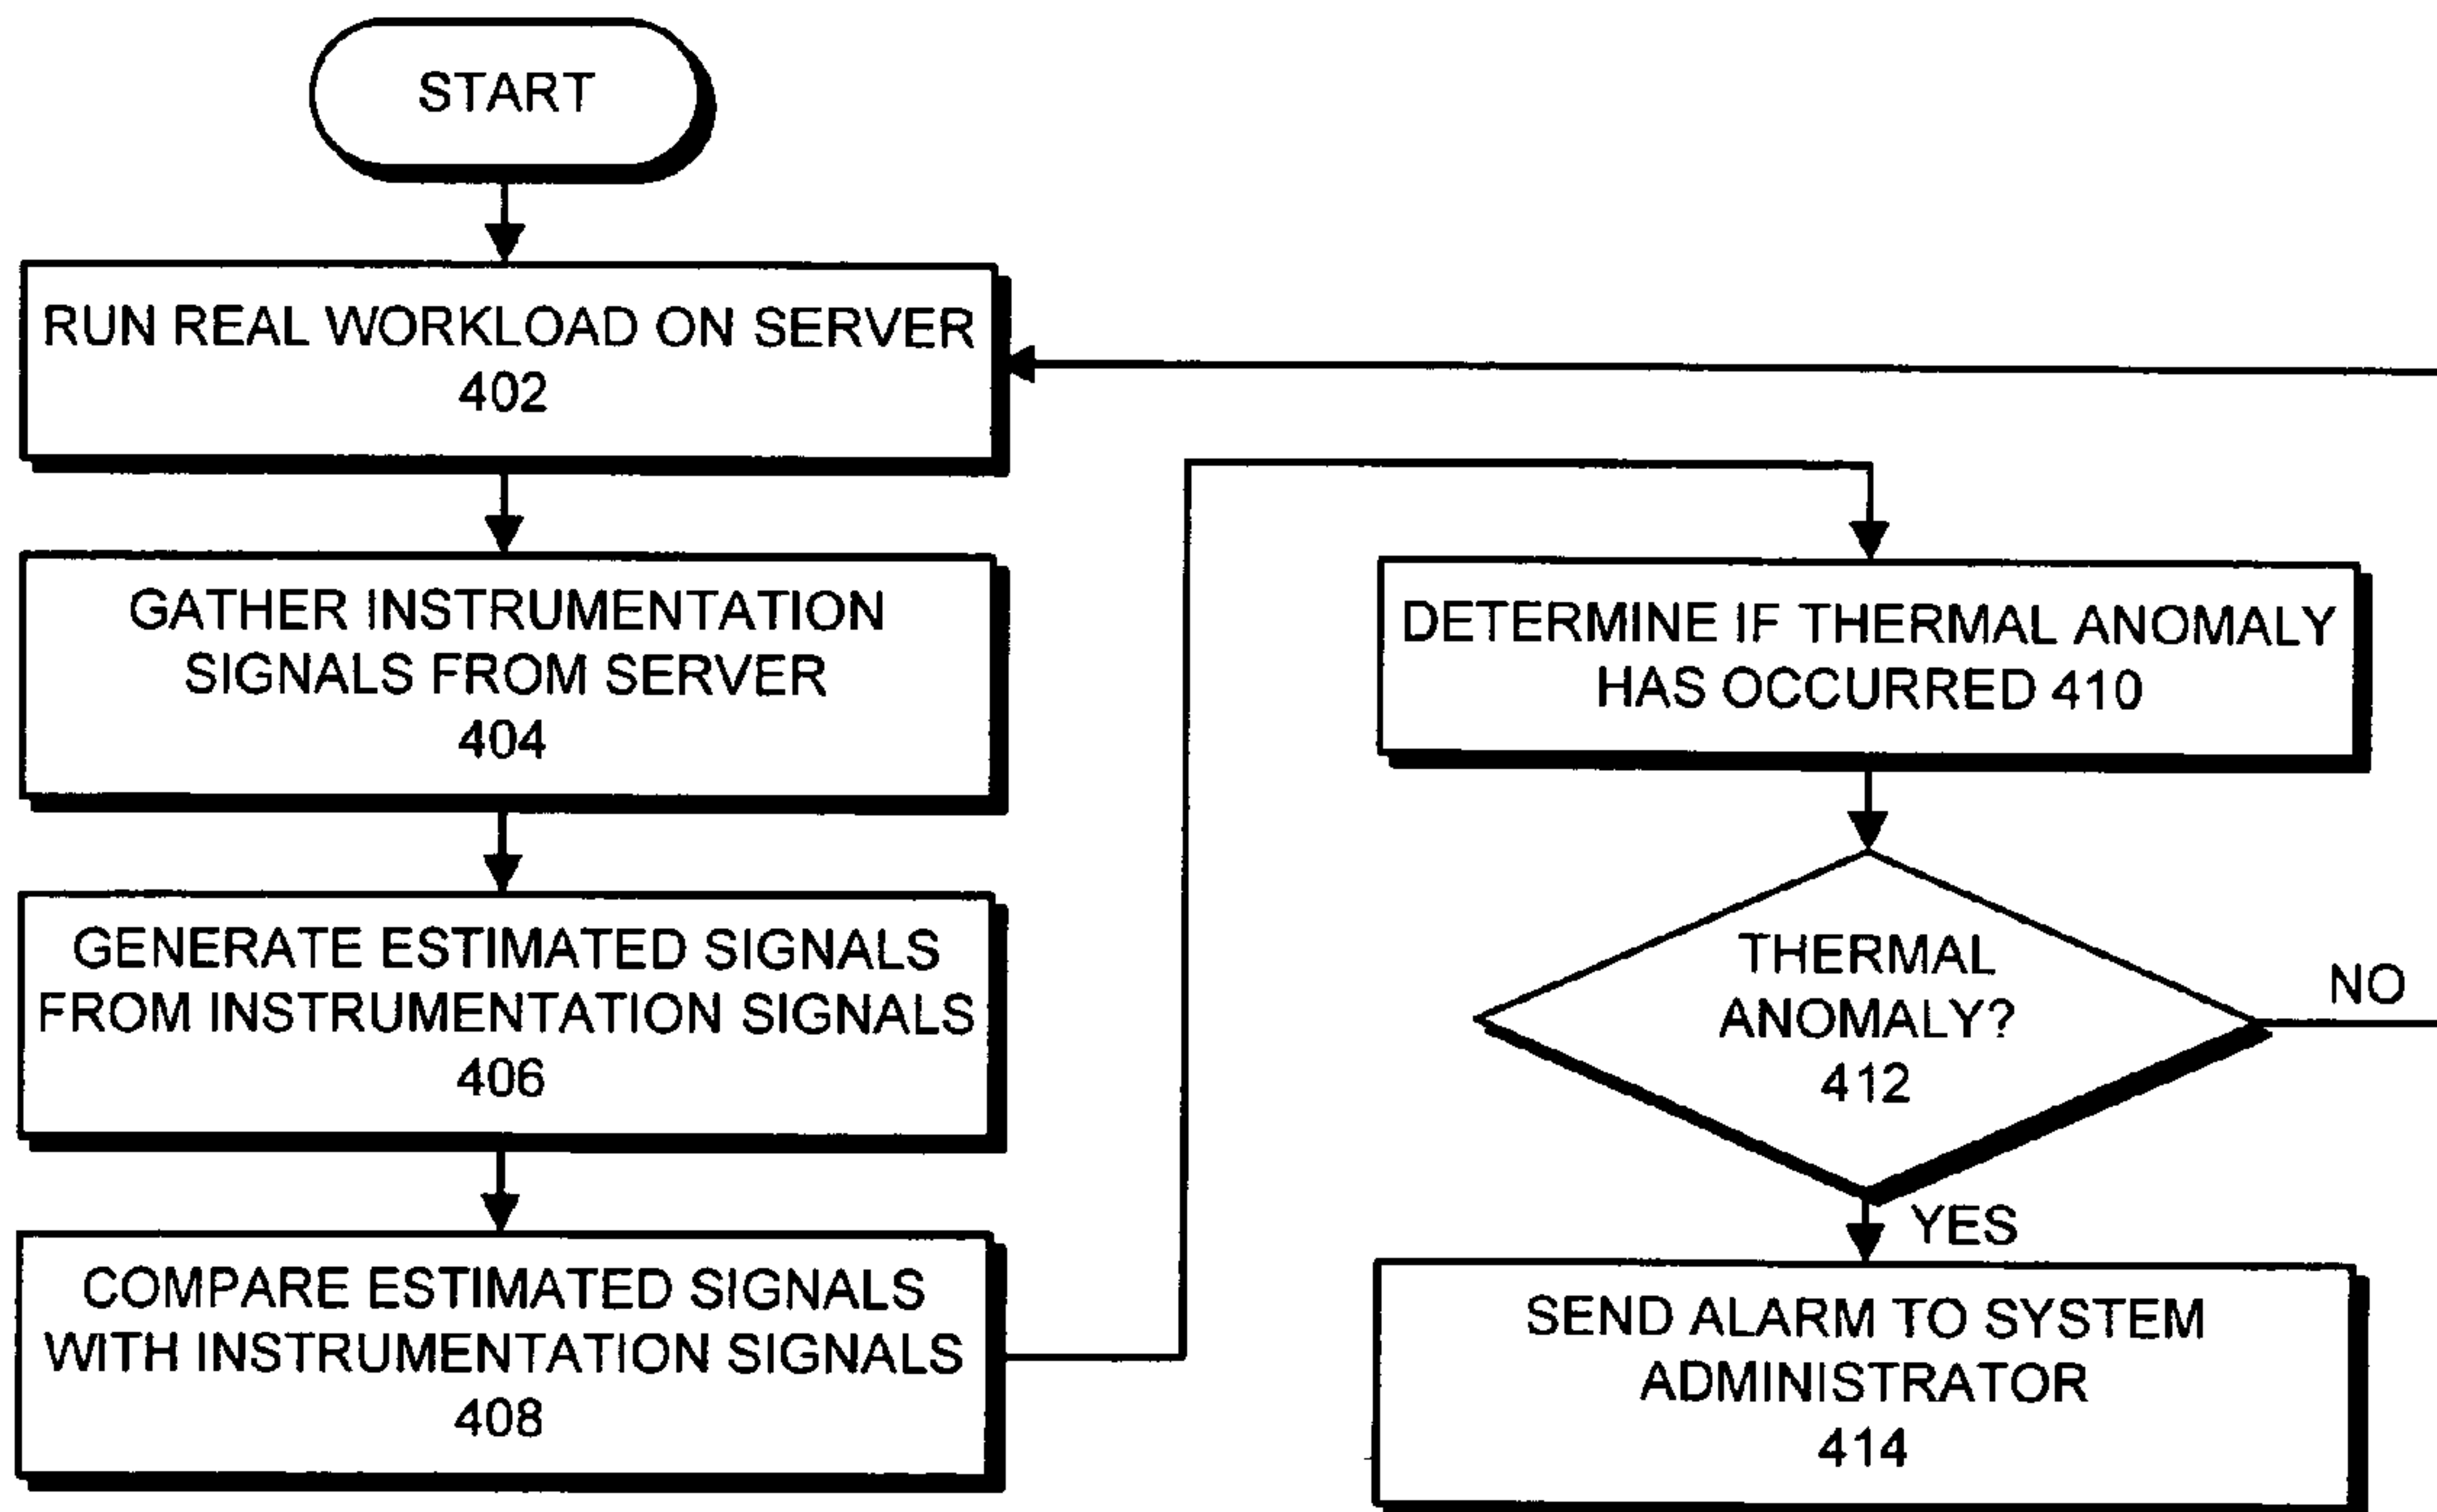 START
RUN REAL WORKLOAD ON SERVER
402
GATHER INSTRUMENTATION
SIGNALS FROM SERVER
404
GENERATE ESTIMATED SIGNALS
FROM INSTRUMENTATION SIGNALS
406
COMPARE ESTIMATED SIGNALS
WITH INSTRUMENTATION SIGNALS
408
DETERMINE IF THERMAL ANOMALY
HAS OCCURRED 410
THERMAL
ANOMALY?
412
NO
YES
SEND ALARM TO SYSTEM
ADMINISTRATOR
414